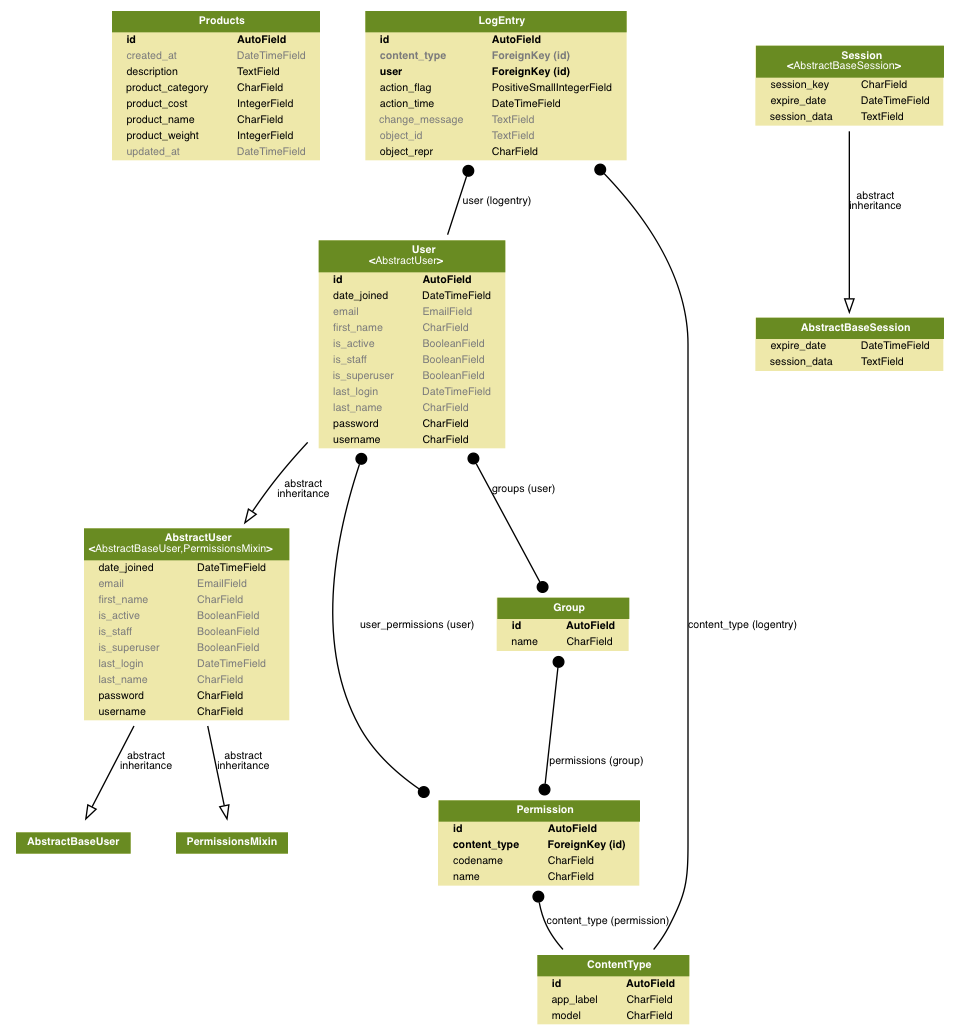 Products
id AutoField
created_at DateTimeField
description TextField
product_category CharField
product_cost IntegerField
product_name CharField
product_weight IntegerField
updated_at DateTimeField
LogEntry
id AutoField
content_type ForeignKey (id)
user ForeignKey (id)
action_flag PositiveSmallIntegerField
action_time DateTimeField
change_message TextField
object_id TextField
object_repr CharField
Session
<AbstractBaseSession>
session_key CharField
expire_date DateTimeField
session_data TextField
user (logentry)
abstract
inheritance
User
<AbstractUser>
id AutoField
date_joined DateTimeField
email EmailField
first_name CharField
is_active BooleanField
is_staff BooleanField
is_superuser BooleanField
last_login DateTimeField
last_name CharField
password CharField
username CharField
AbstractBaseSession
expire_date DateTimeField
session_data TextField
abstract
inheritance
groups (user)
AbstractUser
<AbstractBaseUser,PermissionsMixin>
date_joined DateTimeField
email EmailField
first_name CharField
is_active BooleanField
is_staff BooleanField
is_superuser BooleanField
last_login DateTimeField
last_name CharField
password CharField
username CharField
user_permissions (user)
Group
id AutoField
name CharField
content_type (logentry)
abstract
inheritance
abstract
inheritance
permissions (group)
AbstractBaseUser
PermissionsMixin
Permission
id AutoField
content_type ForeignKey (id)
codename CharField
name CharField
content_type (permission)
ContentType
id AutoField
app_label CharField
model CharField